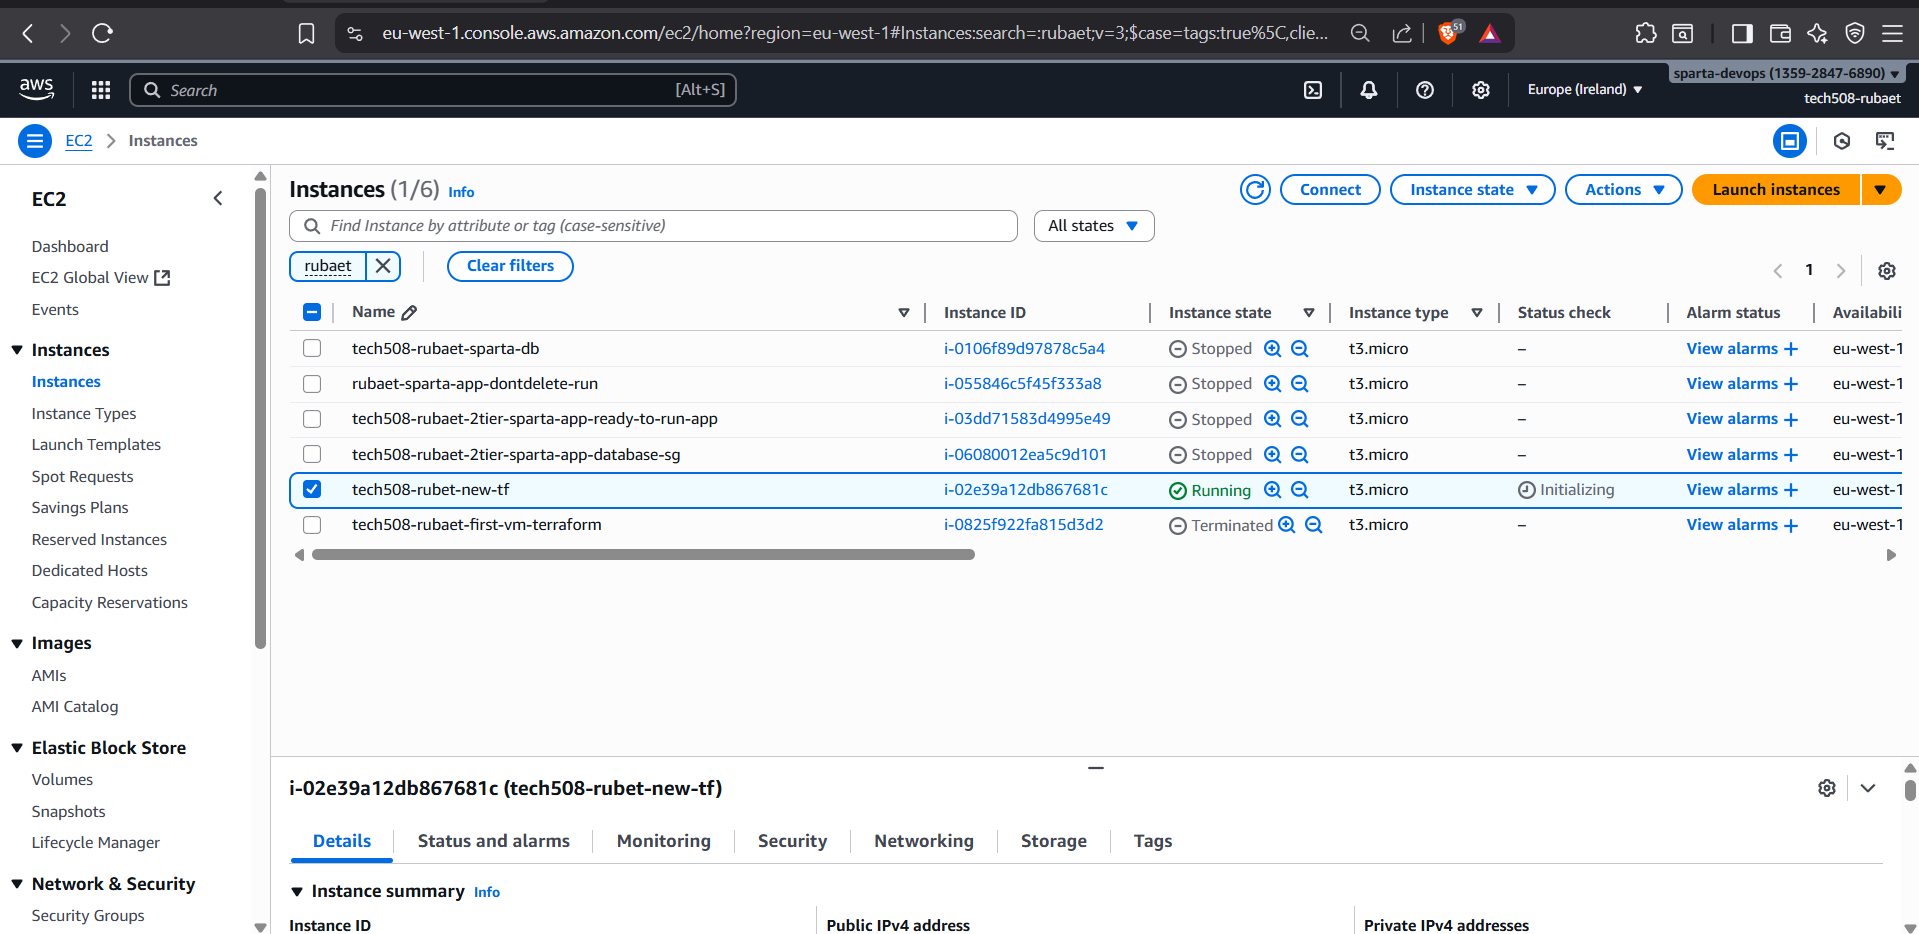 eu-west-1.console.aws.amazon.com/ec2/home?region=eu-west-1#Instances:search=:rubaet;v=3;$case=tags:true%5C,clie...
51
aws
Search
[Alt+S]
Europe (Ireland)
sparta-devops (1359-2847-6890)
tech508-rubaet
EC2
Instances
EC2
Dashboard
EC2 Global View
Events
Instances
Instances
Instance Types
Launch Templates
Spot Requests
Savings Plans
Reserved Instances
Dedicated Hosts
Capacity Reservations
Images
AMIs
AMI Catalog
Elastic Block Store
Volumes
Snapshots
Lifecycle Manager
Network & Security
Security Groups
Instances (1/6) Info
Connect
Instance state
Actions
Launch instances
Find Instance by attribute or tag (case-sensitive)
All states
rubaet
Clear filters
1
Name Instance ID Instance state Instance type Status check Alarm status Availabili
tech508-rubaet-sparta-db i-0106f89d97878c5a4 Stopped t3.micro – View alarms + eu-west-1
rubaet-sparta-app-dontdelete-run i-055846c5f45f333a8 Stopped t3.micro – View alarms + eu-west-1
tech508-rubaet-2tier-sparta-app-ready-to-run-app i-03dd71583d4995e49 Stopped t3.micro – View alarms + eu-west-1
tech508-rubaet-2tier-sparta-app-database-sg i-06080012ea5c9d101 Stopped t3.micro – View alarms + eu-west-1
tech508-rubet-new-tf i-02e39a12db867681c Running t3.micro Initializing View alarms + eu-west-1
tech508-rubaet-first-vm-terraform i-0825f922fa815d3d2 Terminated t3.micro – View alarms + eu-west-1
i-02e39a12db867681c (tech508-rubet-new-tf)
Details
Status and alarms
Monitoring
Security
Networking
Storage
Tags
Instance summary Info
Instance ID
Public IPv4 address
Private IPv4 addresses